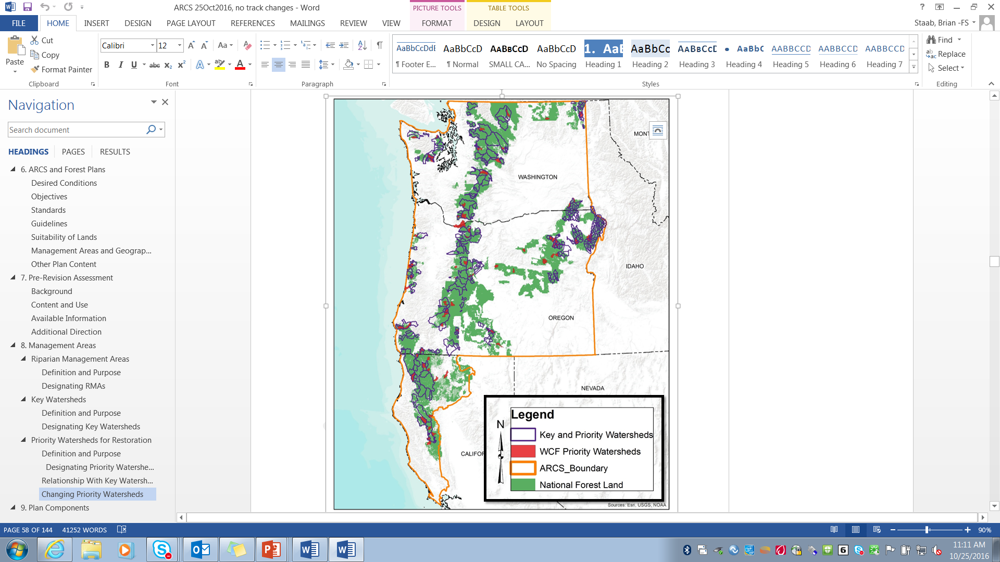 ARCS 25Oct2016, no track changes - Word
PICTURE TOOLS
TABLE TOOLS
?
FILE
HOME
INSERT
DESIGN
PAGE LAYOUT
REFERENCES
MAILINGS
REVIEW
VIEW
FORMAT
DESIGN
LAYOUT
Staab, Brian -FS
Paste
Cut
Copy
Format Painter
Clipboard
Calibri
12
Aa
B I U abc x2 x2 A ab A
Font
Paragraph
AaBbCcDdE
AaBbCcD
AaBbCcD
AaBbCcD
1. AaB
AaBbCc
AaBbCcD
AaBbC
AABBCCD
AABBCCD
AABBCCD
¶ Footer E...
¶ Normal
SMALL CA...
No Spacing
Heading 1
Heading 2
Heading 3
Heading 4
Heading 5
Heading 6
Heading 7
Styles
Find
Replace
Select
Editing
Navigation
Search document
HEADINGS
PAGES
RESULTS
6. ARCS and Forest Plans
Desired Conditions
Objectives
Standards
Guidelines
Suitability of Lands
Management Areas and Geograp...
Other Plan Content
7. Pre-Revision Assessment
Background
Content and Use
Available Information
Additional Direction
8. Management Areas
Riparian Management Areas
Definition and Purpose
Designating RMAs
Key Watersheds
Definition and Purpose
Designating Key Watersheds
Priority Watersheds for Restoration
Definition and Purpose
Designating Priority Watershe...
Relationship With Key Watersh...
Changing Priority Watersheds
9. Plan Components
MONT
WASHINGTON
IDAHO
OREGON
NEVADA
CALIFOR
Legend
N
Key and Priority Watersheds
WCF Priority Watersheds
ARCS_Boundary
National Forest Land
Sources: Esri, USGS, NOAA
PAGE 58 OF 144
41252 WORDS
90%
11:11 AM
10/25/2016